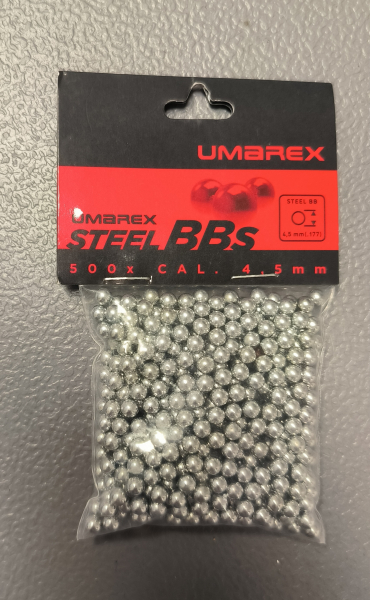 UMAREX
STEEL BB
4,5 mm(.177)
UMAREX
STEEL BBs
500x CAL. 4,5mm